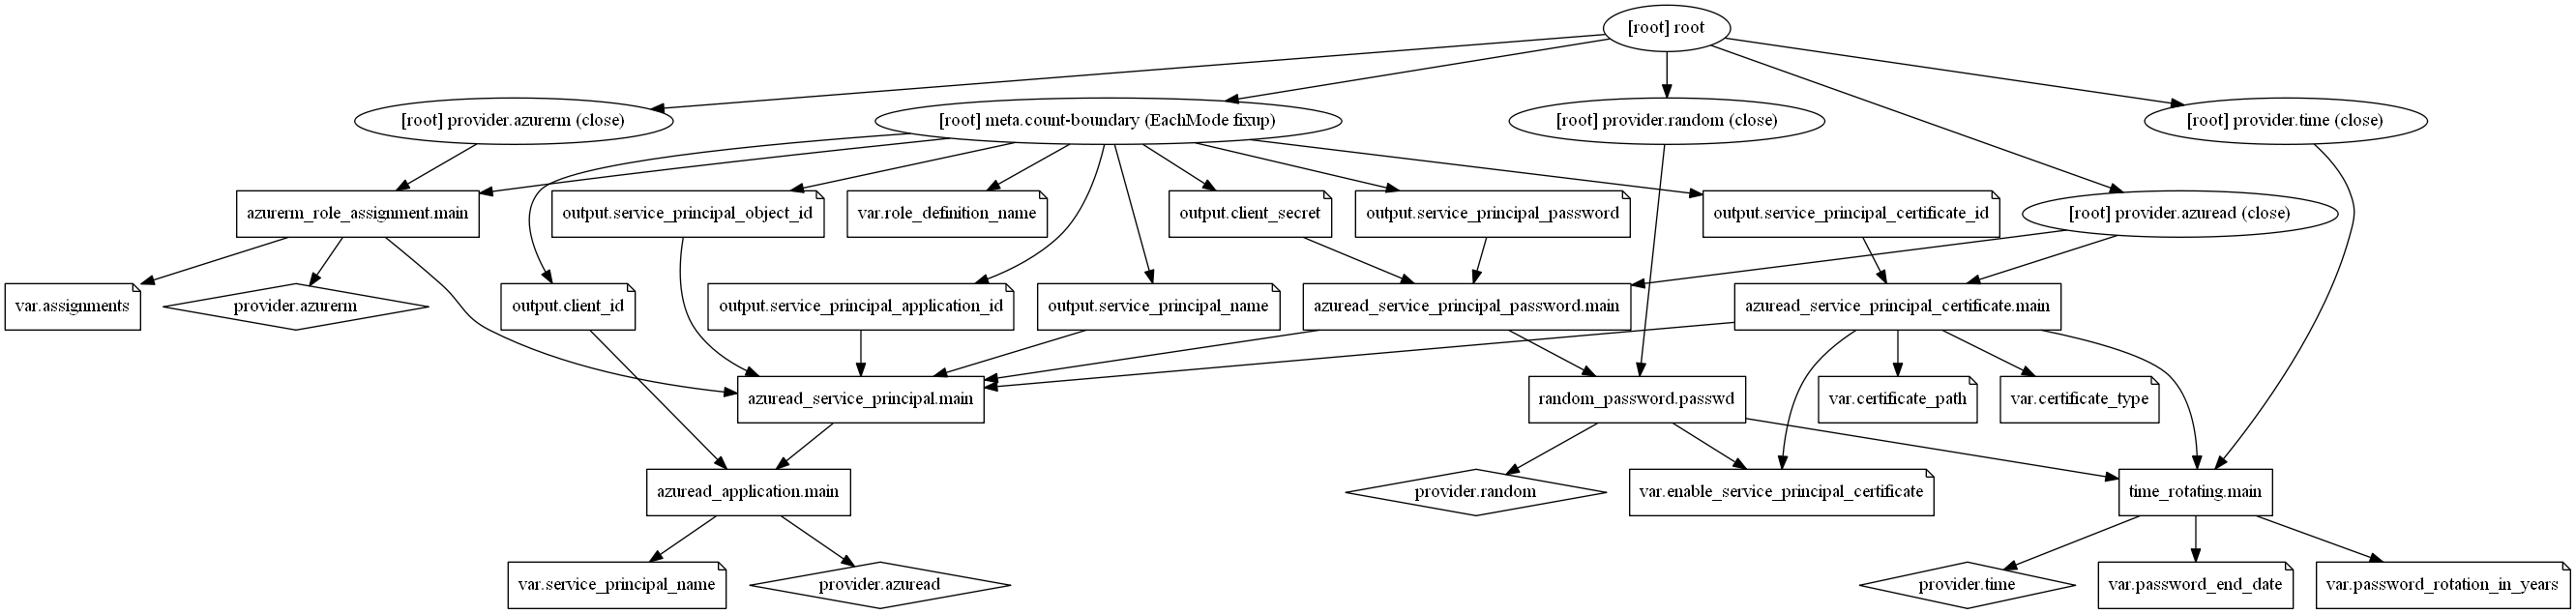 [root] root
[root] provider.azurerm (close)
[root] meta.count-boundary (EachMode fixup)
[root] provider.random (close)
[root] provider.time (close)
azurerm_role_assignment.main
output.service_principal_object_id
var.role_definition_name
output.client_secret
output.service_principal_password
output.service_principal_certificate_id
[root] provider.azuread (close)
var.assignments
provider.azurerm
output.client_id
output.service_principal_application_id
output.service_principal_name
azuread_service_principal_password.main
azuread_service_principal_certificate.main
azuread_service_principal.main
random_password.passwd
var.certificate_path
var.certificate_type
azuread_application.main
provider.random
var.enable_service_principal_certificate
time_rotating.main
var.service_principal_name
provider.azuread
provider.time
var.password_end_date
var.password_rotation_in_years